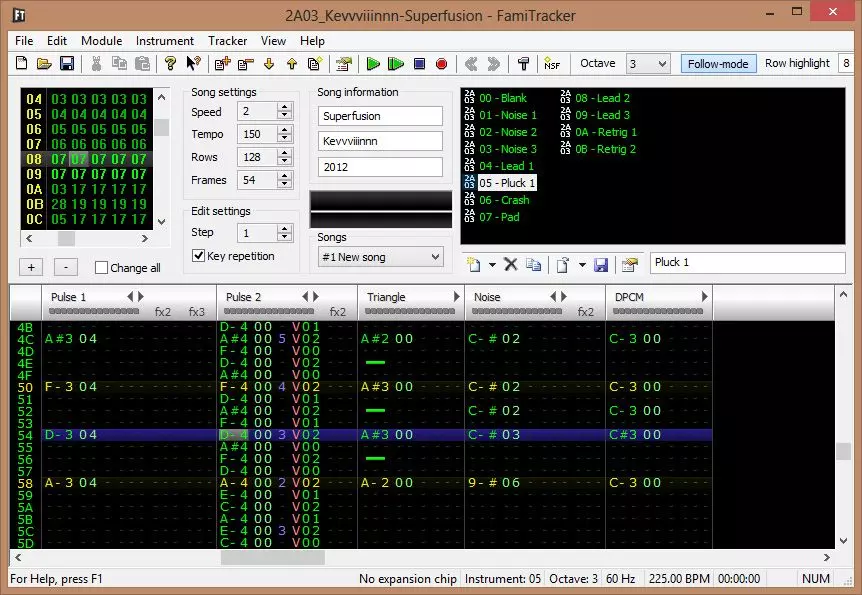 2A03_Kevvviiinnn-Superfusion - FamiTracker
File Edit Module Instrument Tracker View Help
NSF Octave 3 Follow-mode Row highlight 8
04 03 03 03 03 03
05 04 04 04 04 04
06 05 05 05 05 05
07 06 06 06 06 06
08 07 07 07 07 07
09 07 07 07 07 07
0A 03 17 17 17 17
0B 28 19 19 19 19
0C 05 17 17 17 17
+ - Change all
Song settings
Speed 2
Tempo 150
Rows 128
Frames 54
Edit settings
Step 1
Key repetition
Song information
Superfusion
Kevvviiinnn
2012
Songs
#1 New song
2A03 00 - Blank
2A03 01 - Noise 1
2A03 02 - Noise 2
2A03 03 - Noise 3
2A03 04 - Lead 1
2A03 05 - Pluck 1
2A03 06 - Crash
2A03 07 - Pad
2A03 08 - Lead 2
2A03 09 - Lead 3
2A03 0A - Retrig 1
2A03 0B - Retrig 2
Pluck 1
Pulse 1 fx2 fx3 Pulse 2 fx2 Triangle Noise fx2 DPCM
4B D-4 00 V01
4C A#3 04 A#4 00 5 V02 A#2 00 C-# 02 C-3 00
4D F-4 00 V00
4E D-4 00 V01
4F A#4 00 V00
50 F-3 04 F-4 00 4 V02 A#3 00 C-# 02 C-3 00
51 D-4 00 V01
52 A#4 00 V02 C-# 02 C-3 00
53 F-4 00 V01
54 D-3 04 D-4 00 3 V02 A#3 00 C-# 03 C#3 00
55 A#4 00 V00
56 F-4 00 V02
57 D-4 00 V01
58 A-3 04 A-4 00 2 V02 A-2 00 9-# 06 C-3 00
59 E-4 00 V01
5A C-4 00 V02
5B A-4 00 V01
5C E-4 00 3 V02
5D C-4 00 V00
For Help, press F1 No expansion chip Instrument: 05 Octave: 3 60 Hz 225.00 BPM 00:00:00 NUM